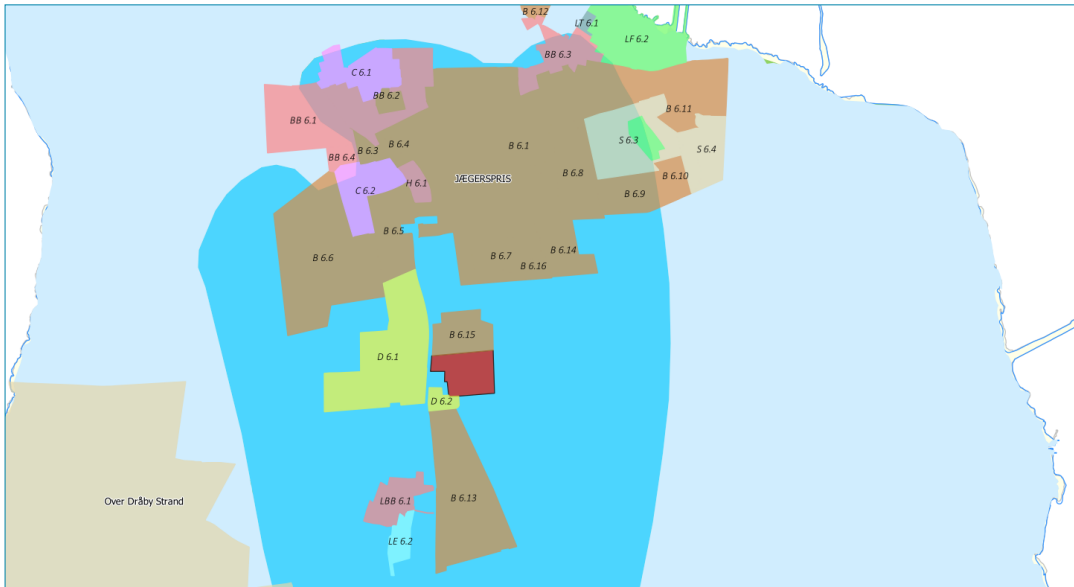 B 6.12
LT 6.1
LF 6.2
BB 6.3
C 6.1
BB 6.2
B 6.11
BB 6.1
B 6.3
B 6.4
B 6.1
S 6.3
S 6.4
BB 6.4
B 6.8
B 6.10
JÆGERSPRIS
H 6.1
C 6.2
B 6.9
B 6.5
B 6.6
B 6.7
B 6.14
B 6.16
B 6.15
D 6.1
D 6.2
Over Dråby Strand
LBB 6.1
B 6.13
LE 6.2